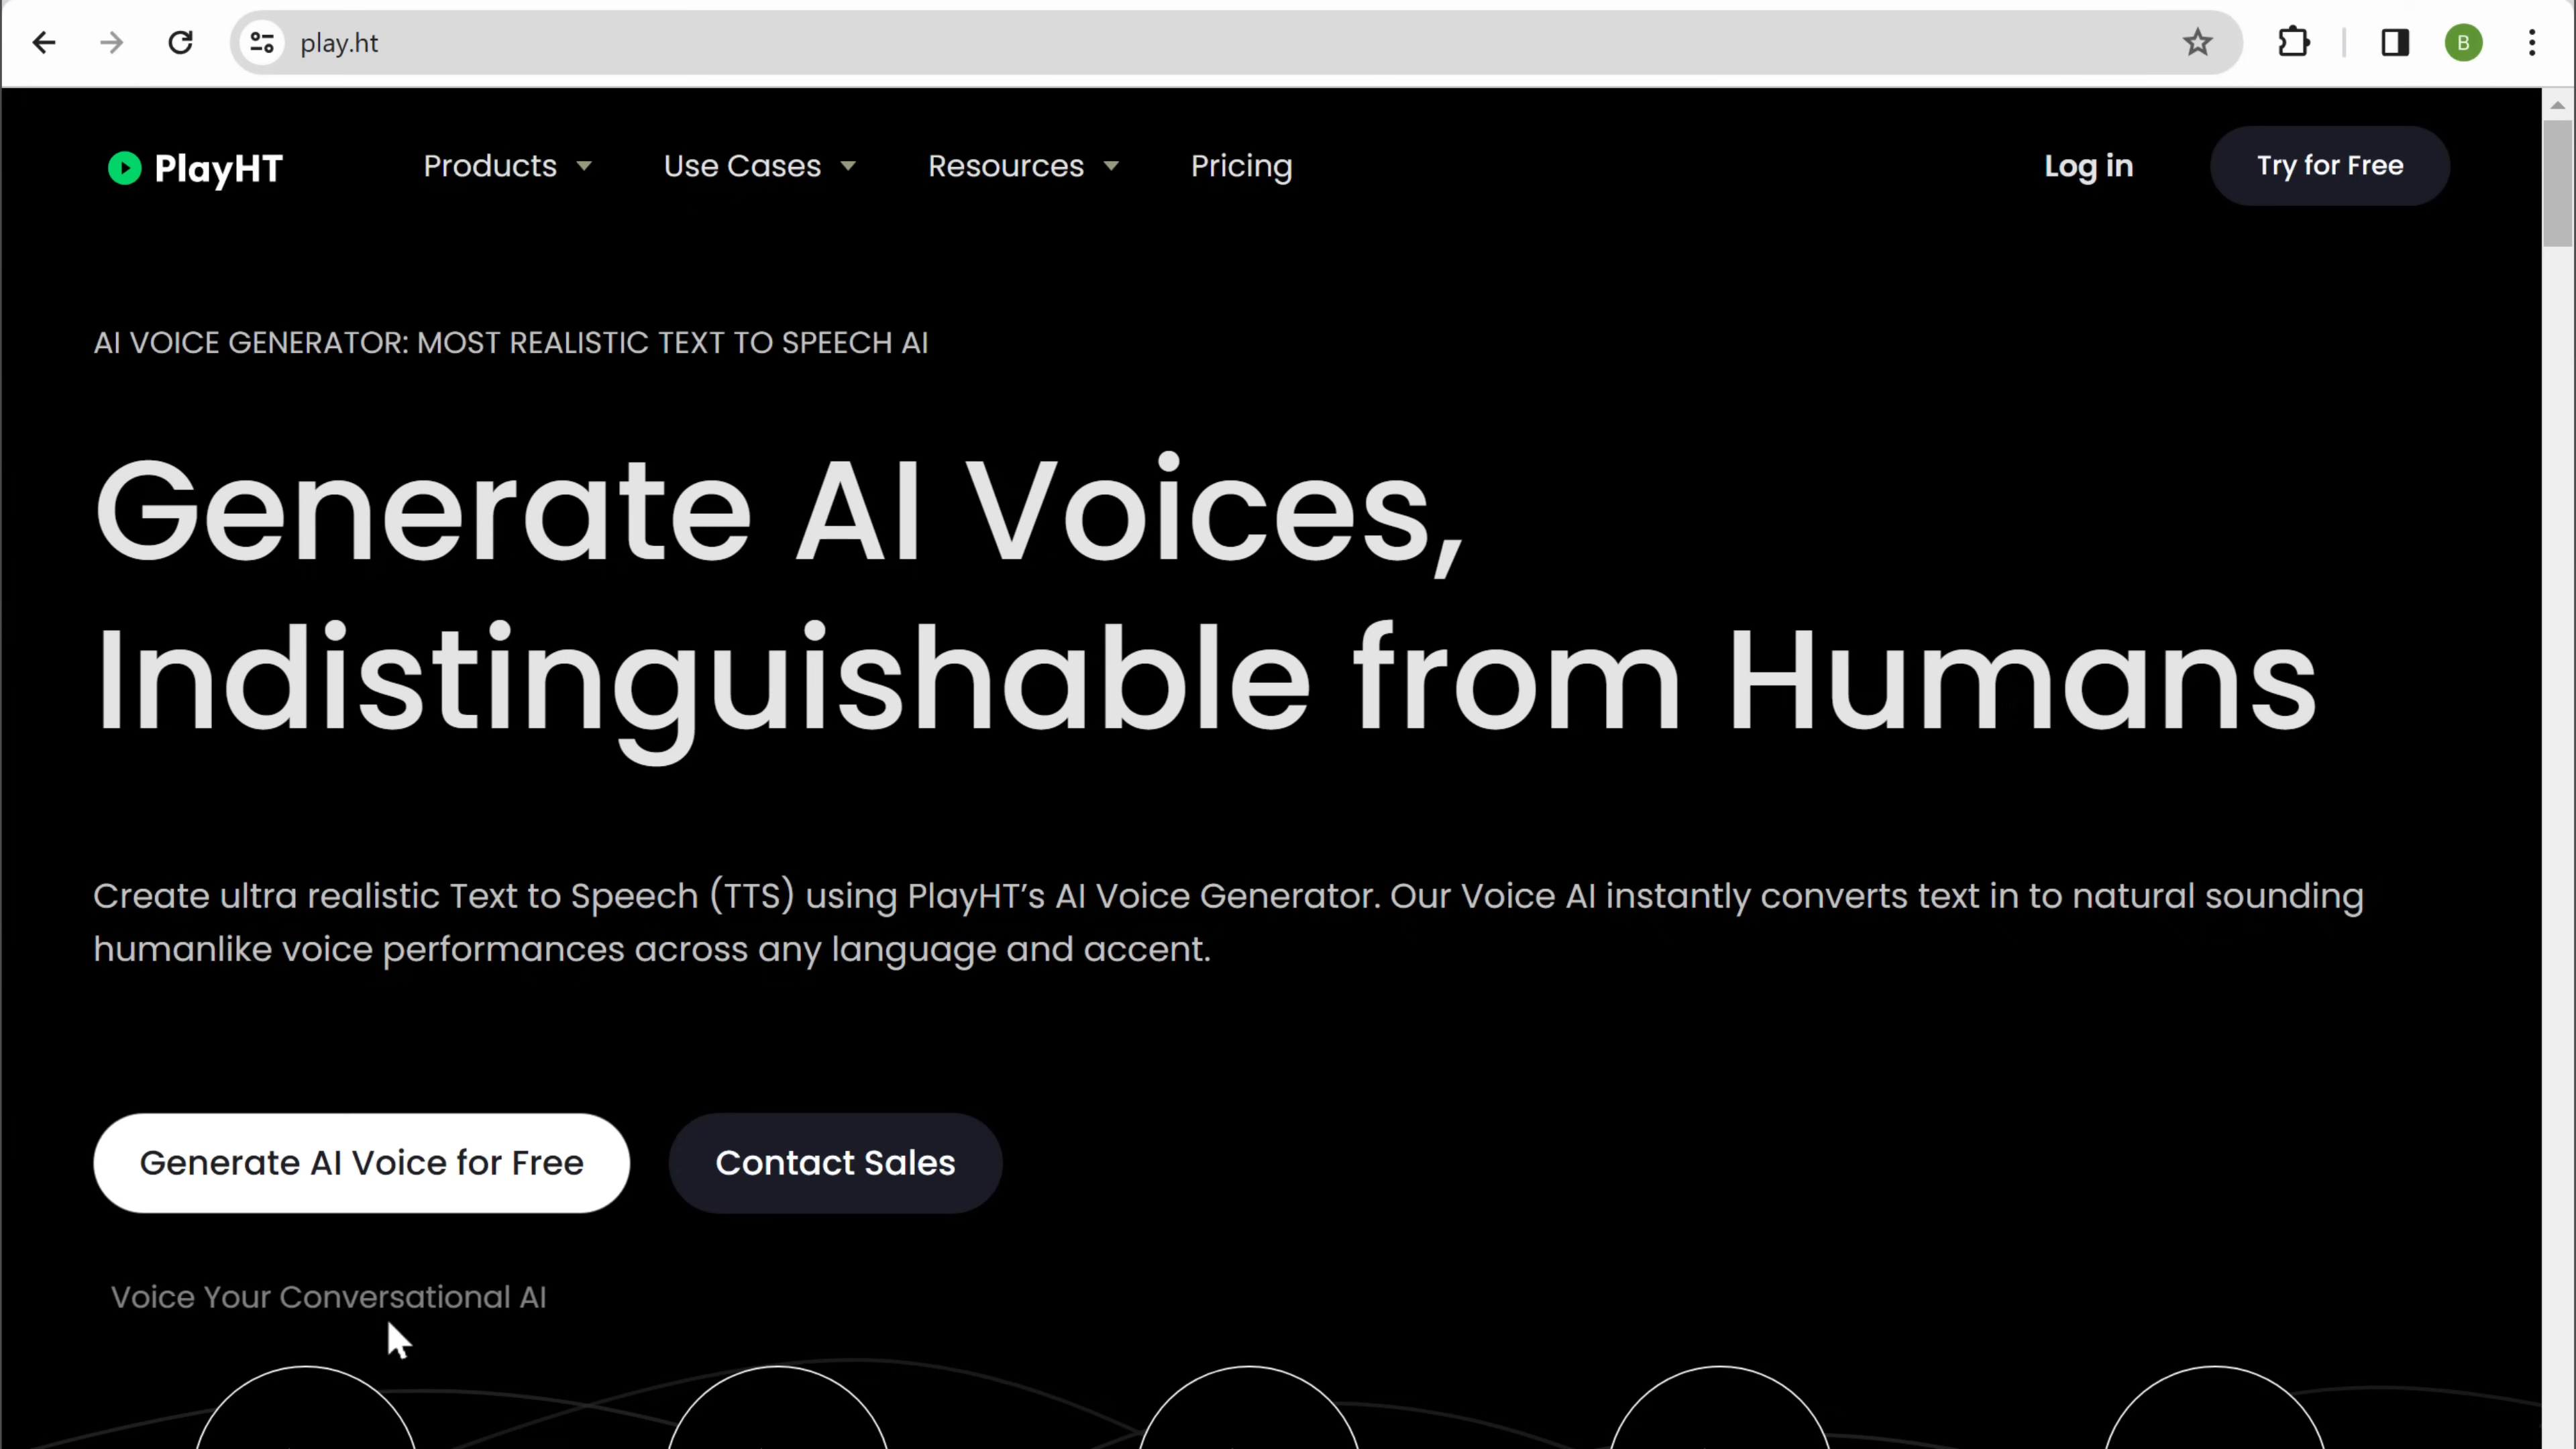 play.ht
B
PlayHT
Products
Use Cases
Resources
Pricing
Log in
Try for Free
AI VOICE GENERATOR: MOST REALISTIC TEXT TO SPEECH AI
Generate AI Voices,
Indistinguishable from Humans
Create ultra realistic Text to Speech (TTS) using PlayHT’s AI Voice Generator. Our Voice AI instantly converts text in to natural sounding
humanlike voice performances across any language and accent.
Generate AI Voice for Free
Contact Sales
Voice Your Conversational AI